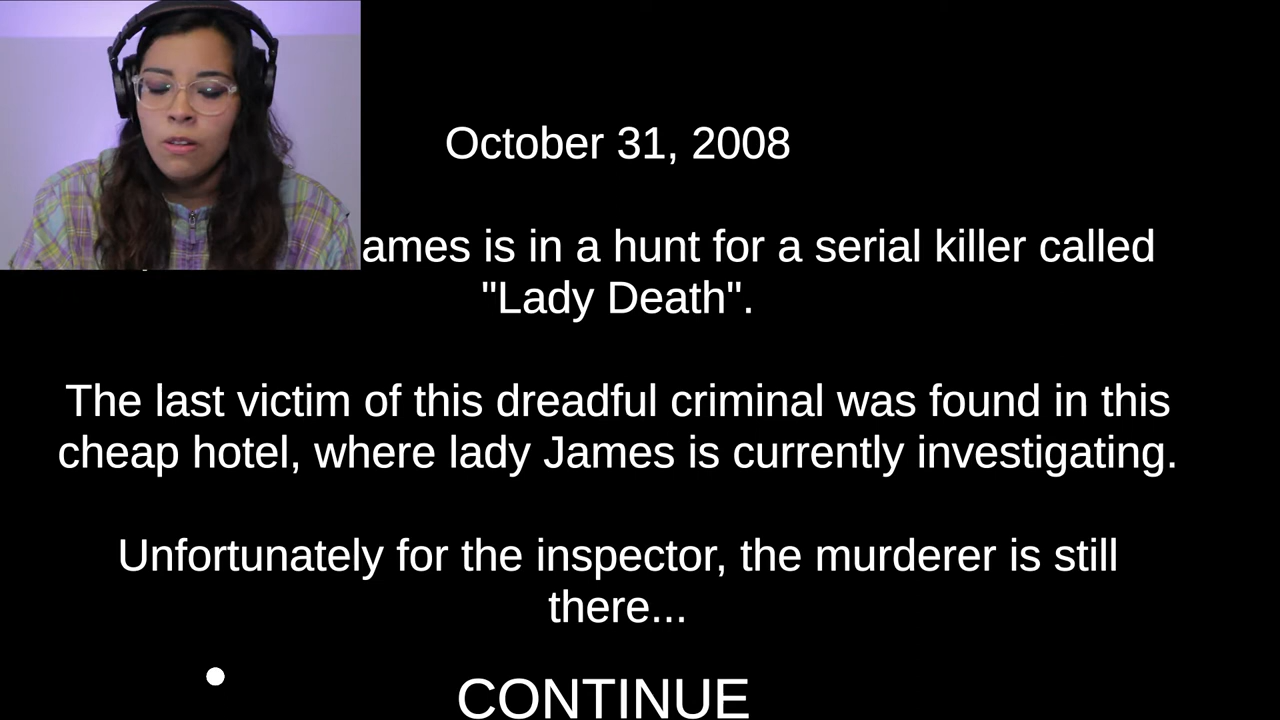 October 31, 2008
ames is in a hunt for a serial killer called
"Lady Death".
The last victim of this dreadful criminal was found in this
cheap hotel, where lady James is currently investigating.
Unfortunately for the inspector, the murderer is still
there...
CONTINUE